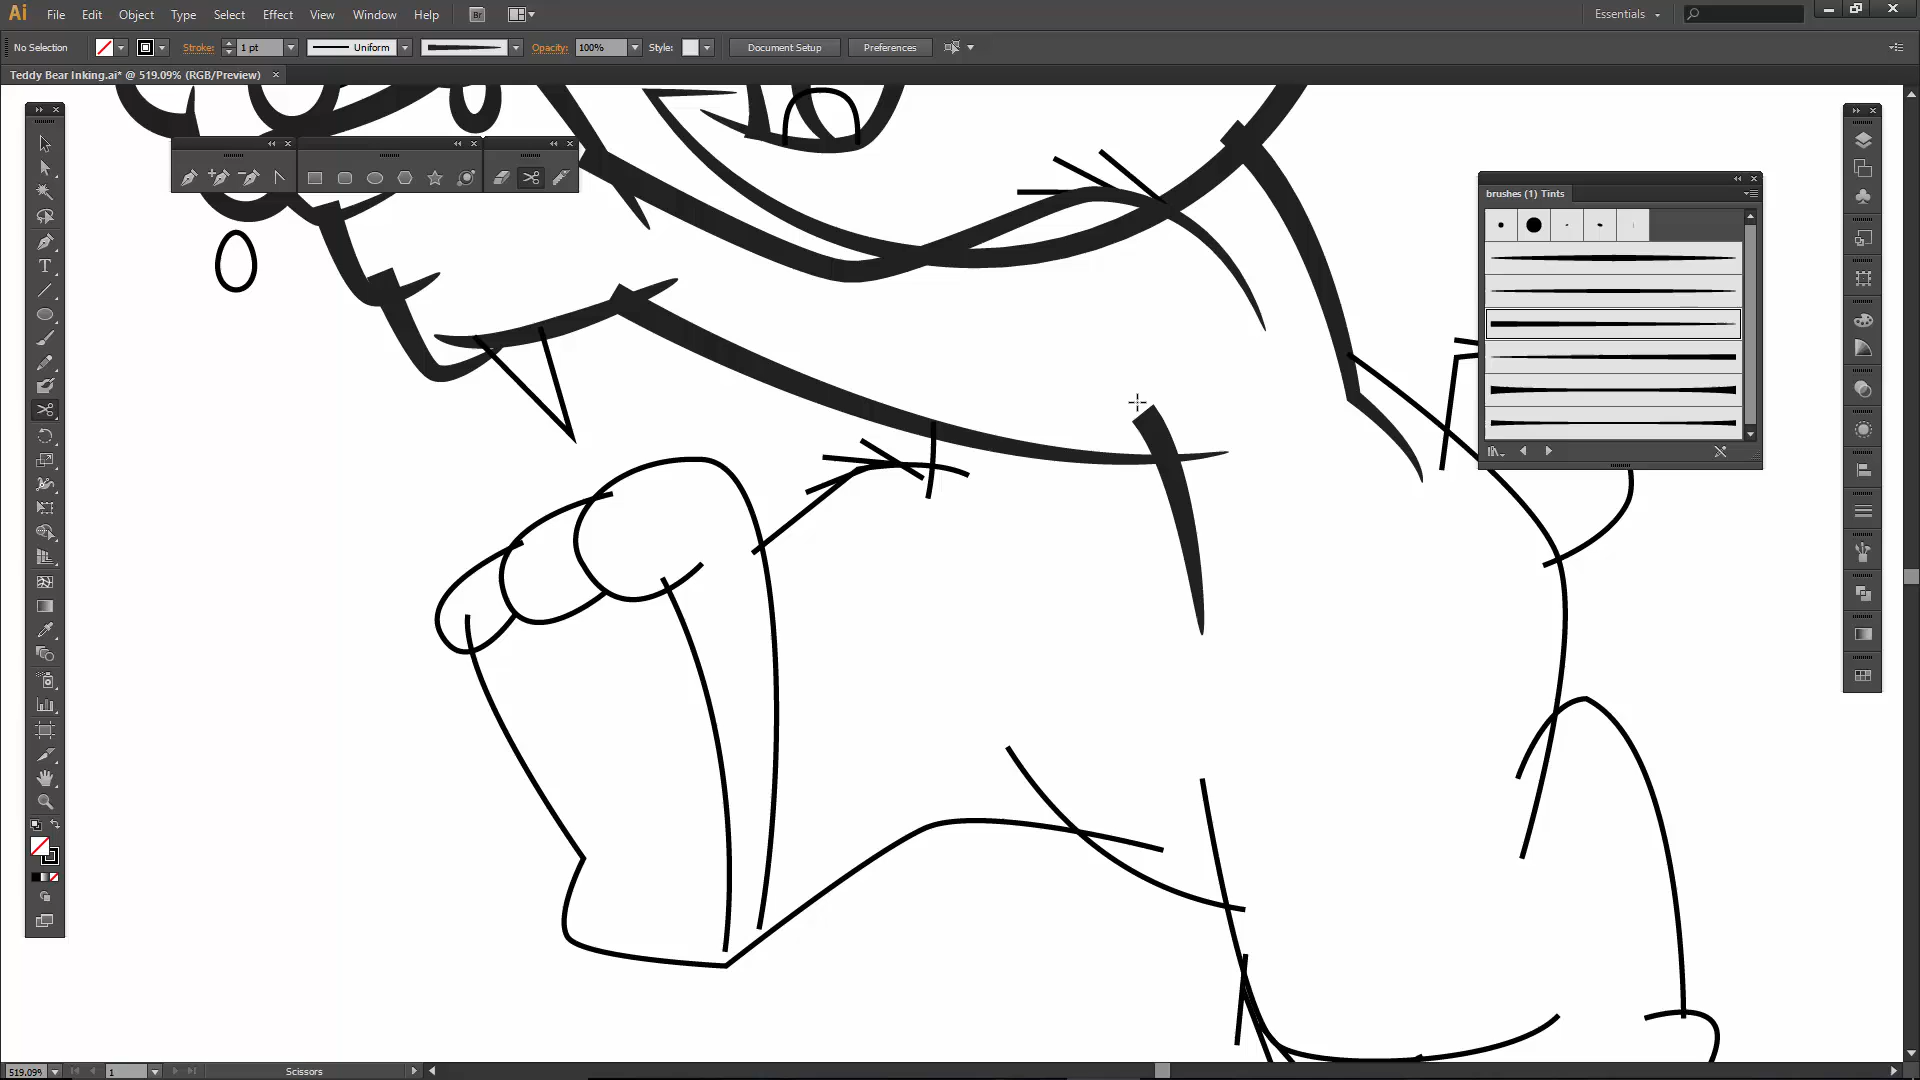 Ai File Edit Object Type Select Effect View Window Help Br Essentials
No Selection Stroke: 1 pt Uniform Opacity: 100% Style: Document Setup Preferences
Teddy Bear Inking.ai* @ 519.09% (RGB/Preview)
brushes (1) Tints
T
519.09% 1 Scissors